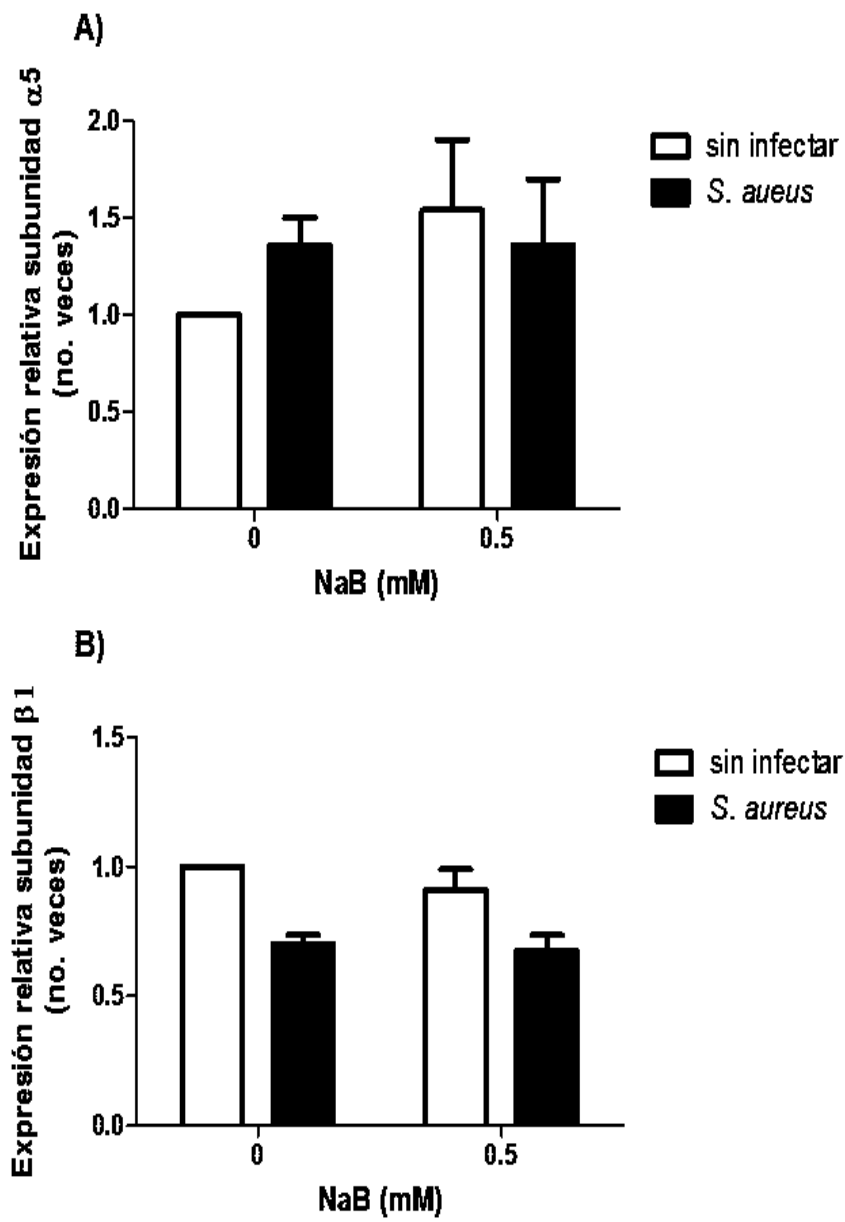 A)
Expresión relativa subunidad α5
(no. veces)
2.0
1.5
1.0
0.5
0.0
0
0.5
NaB (mM)
sin infectar
S. aueus
B)
Expresión relativa subunidad β1
(no. veces)
1.5
1.0
0.5
0.0
0
0.5
NaB (mM)
sin infectar
S. aureus